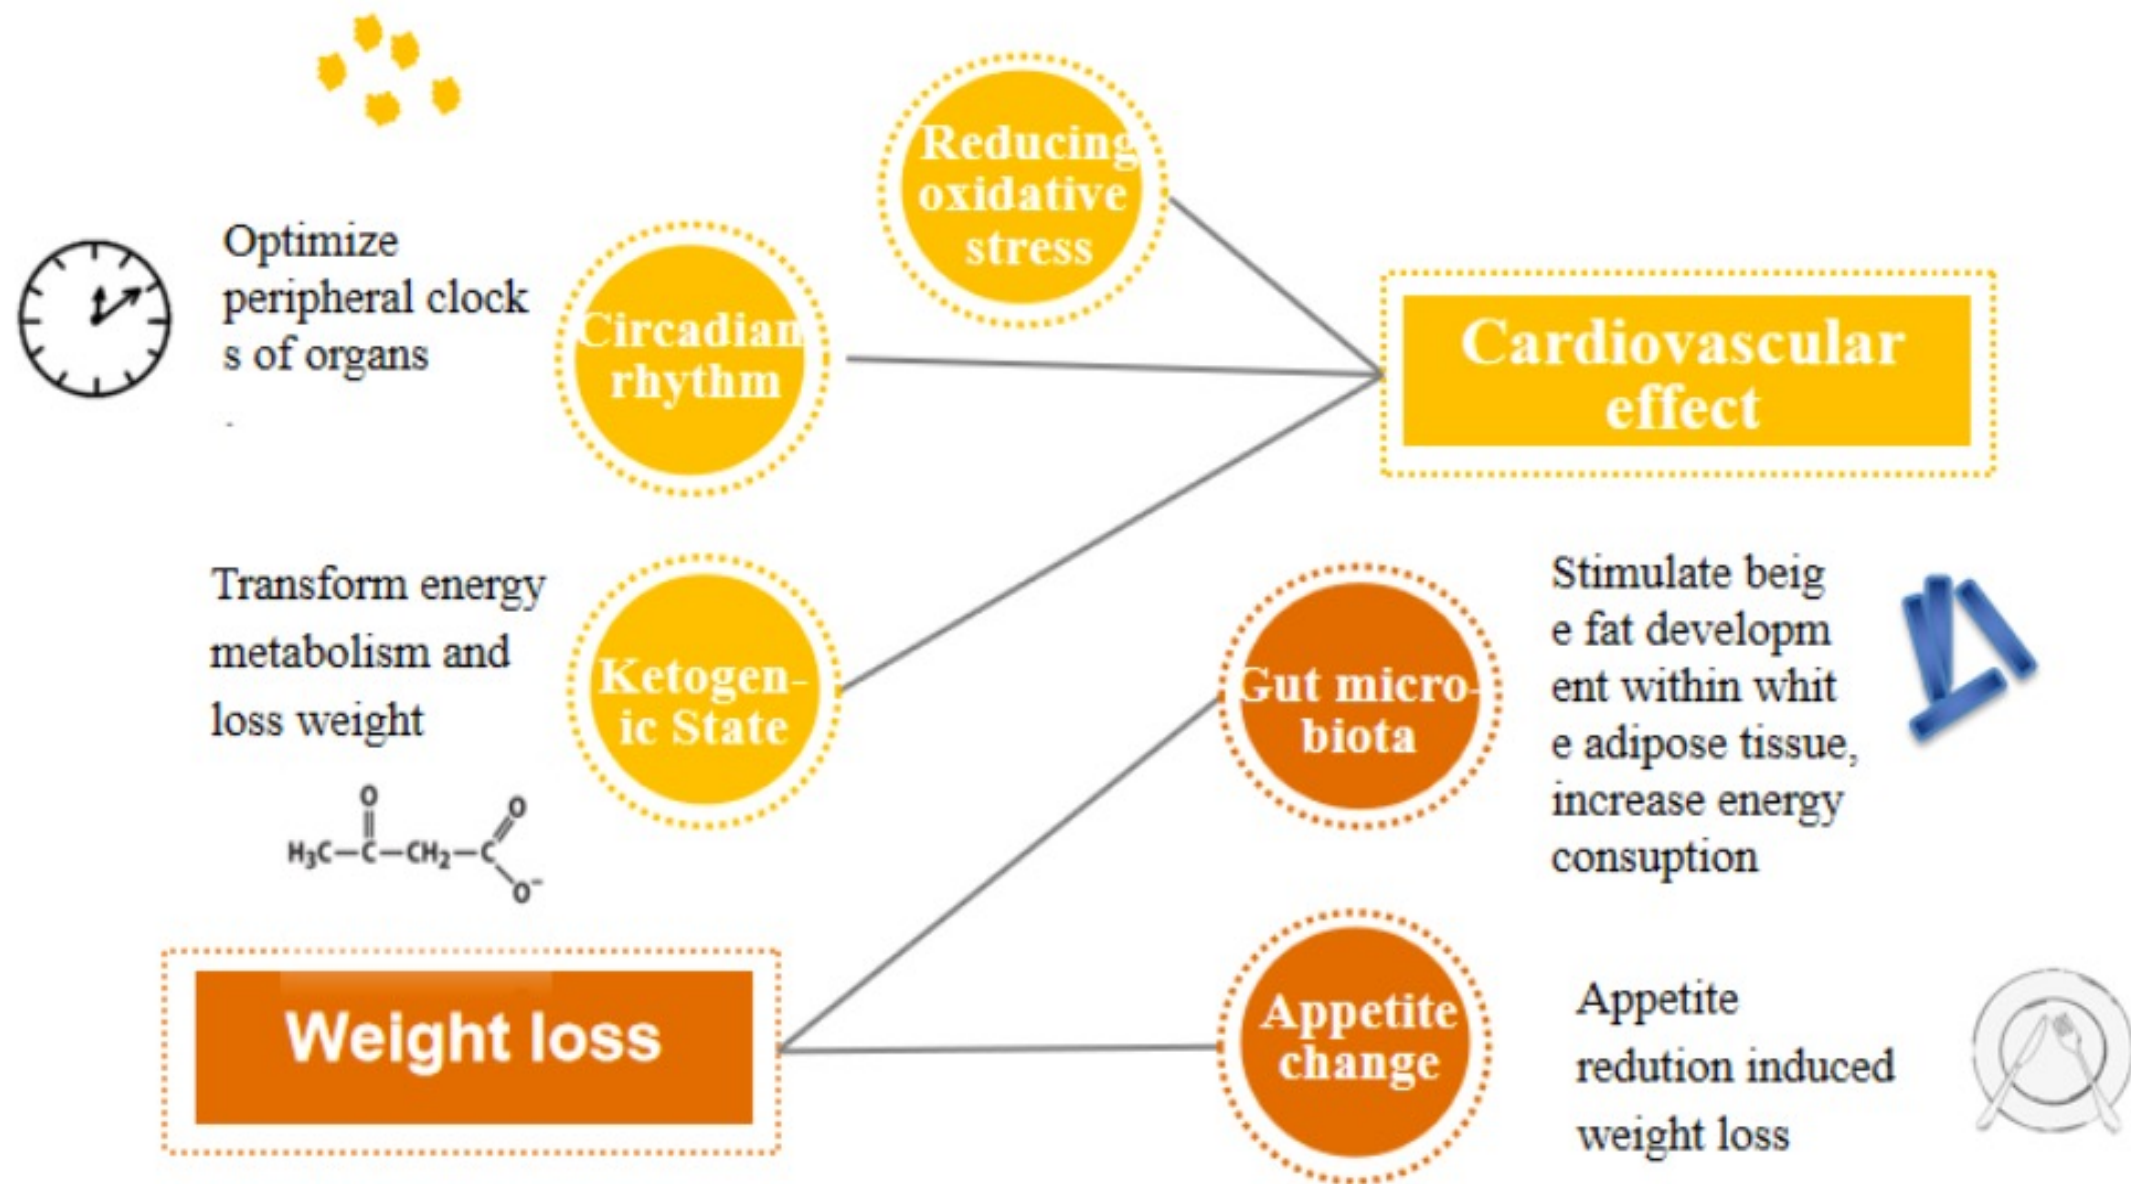 Reducing
oxidative
stress
Optimize
peripheral clock
s of organs
.
Circadian
rhythm
Cardiovascular
effect
Transform energy
metabolism and
loss weight
Ketogen-
ic State
Gut micro-
biota
Stimulate beig
e fat developm
ent within whit
e adipose tissue,
increase energy
consuption
O
O
H₃C–C–CH₂–C
O⁻
Weight loss
Appetite
change
Appetite
redution induced
weight loss